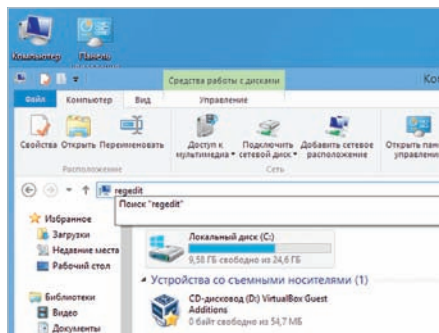 Компьютер
Панель
Средства работы с дисками
Ком
Файл
Компьютер
Вид
Управление
Свойства
Открыть
Переименовать
Доступ к мультимедиа
Подключить сетевой диск
Добавить сетевое расположение
Открыть пан
управлени
Расположение
Сеть
regedit
Поиск "regedit"
Избранное
Загрузки
Недавние места
Рабочий стол
Библиотеки
Видео
Документы
Локальный диск (C:)
9,58 ГБ свободно из 24,6 ГБ
Устройства со съемными носителями (1)
CD-дисковод (D:) VirtualBox Guest
Additions
0 байт свободно из 54,7 МБ